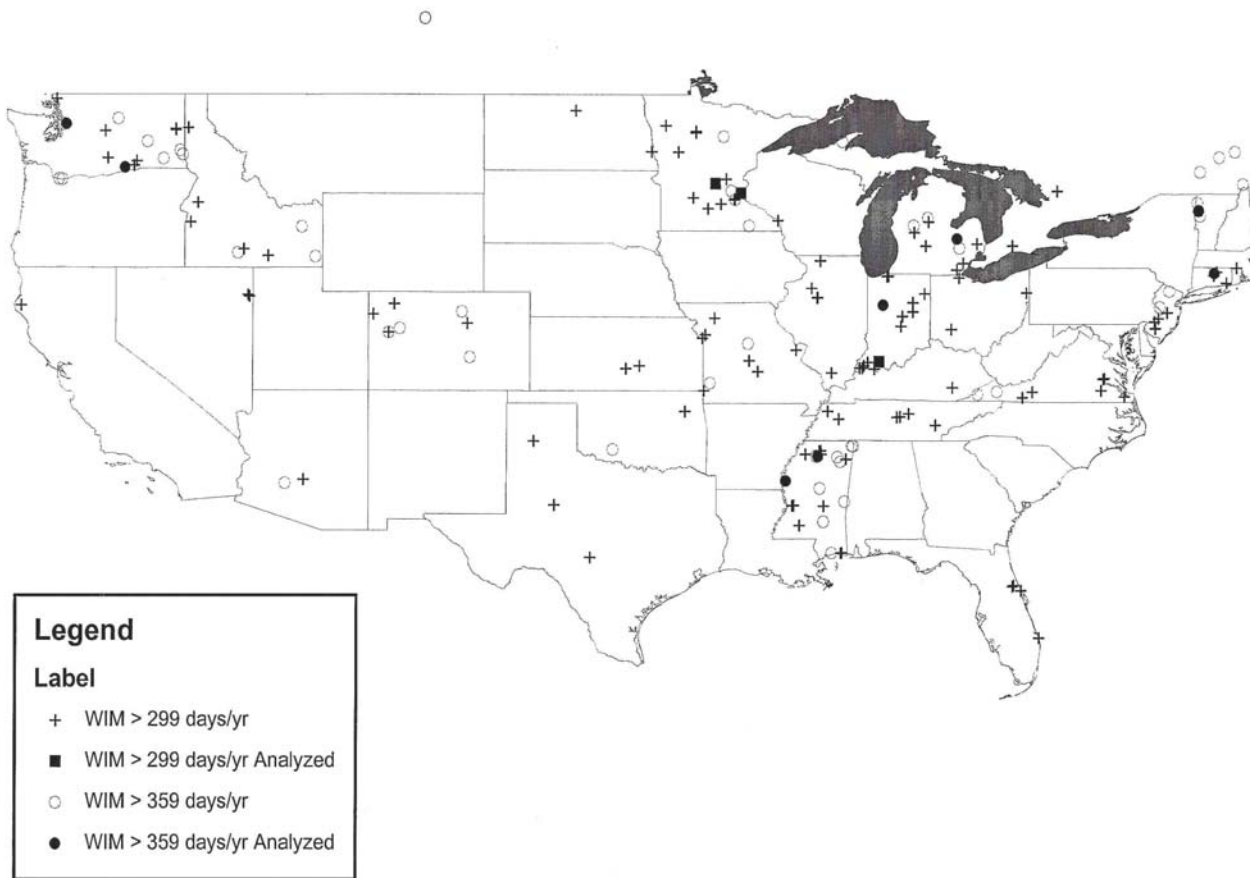 Legend
Label
WIM > 299 days/yr
WIM > 299 days/yr Analyzed
WIM > 359 days/yr
WIM > 359 days/yr Analyzed